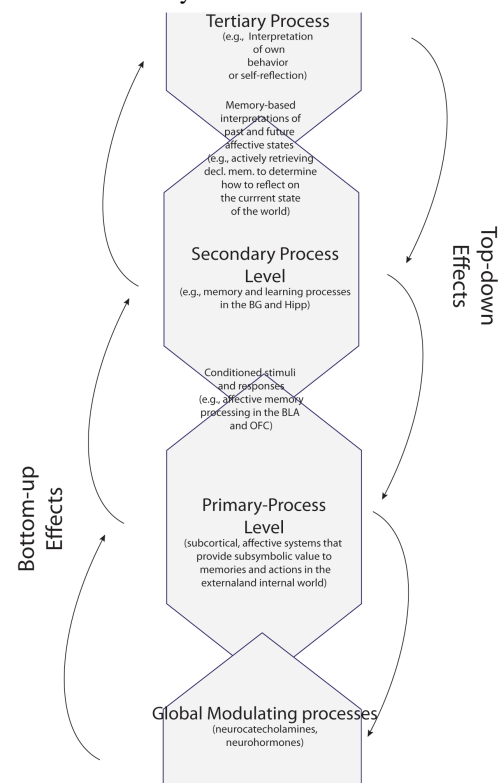 Tertiary Process
(e.g., Interpretation
of own
behavior
or self-reflection)
Memory-based
interpretations of
past and future
affective states
(e.g., actively retrieving
decl. mem. to determine
how to reflect on
the currrent state
of the world)
Secondary Process
Level
(e.g., memory and learning processes
in the BG and Hipp)
Top-down
Effects
Conditioned stimuli
and responses
(e.g., affective memory
processing in the BLA
and OFC)
Bottom-up
Effects
Primary-Process
Level
(subcortical, affective systems that
provide subsymbolic value to
memories and actions in the
externaland internal world)
Global Modulating processes
(neurocatecholamines,
neurohormones)